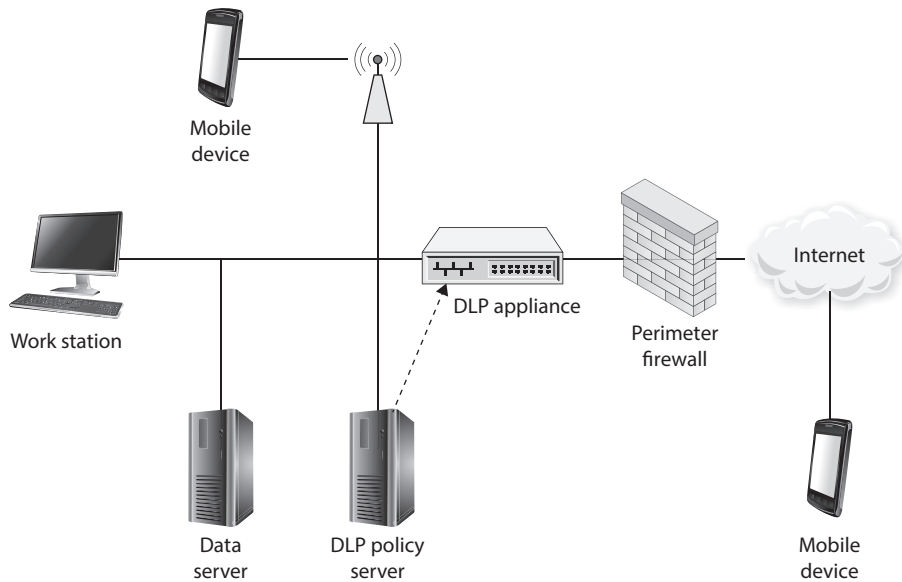 Mobile
device
Work station
DLP appliance
Internet
Perimeter
firewall
Data
server
DLP policy
server
Mobile
device